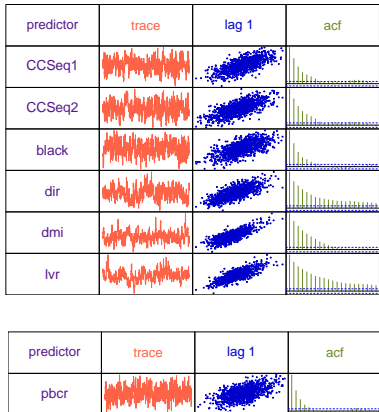 predictor trace lag 1 acf
CCSeq1
CCSeq2
black
dir
dmi
lvr
predictor trace lag 1 acf
pbcr